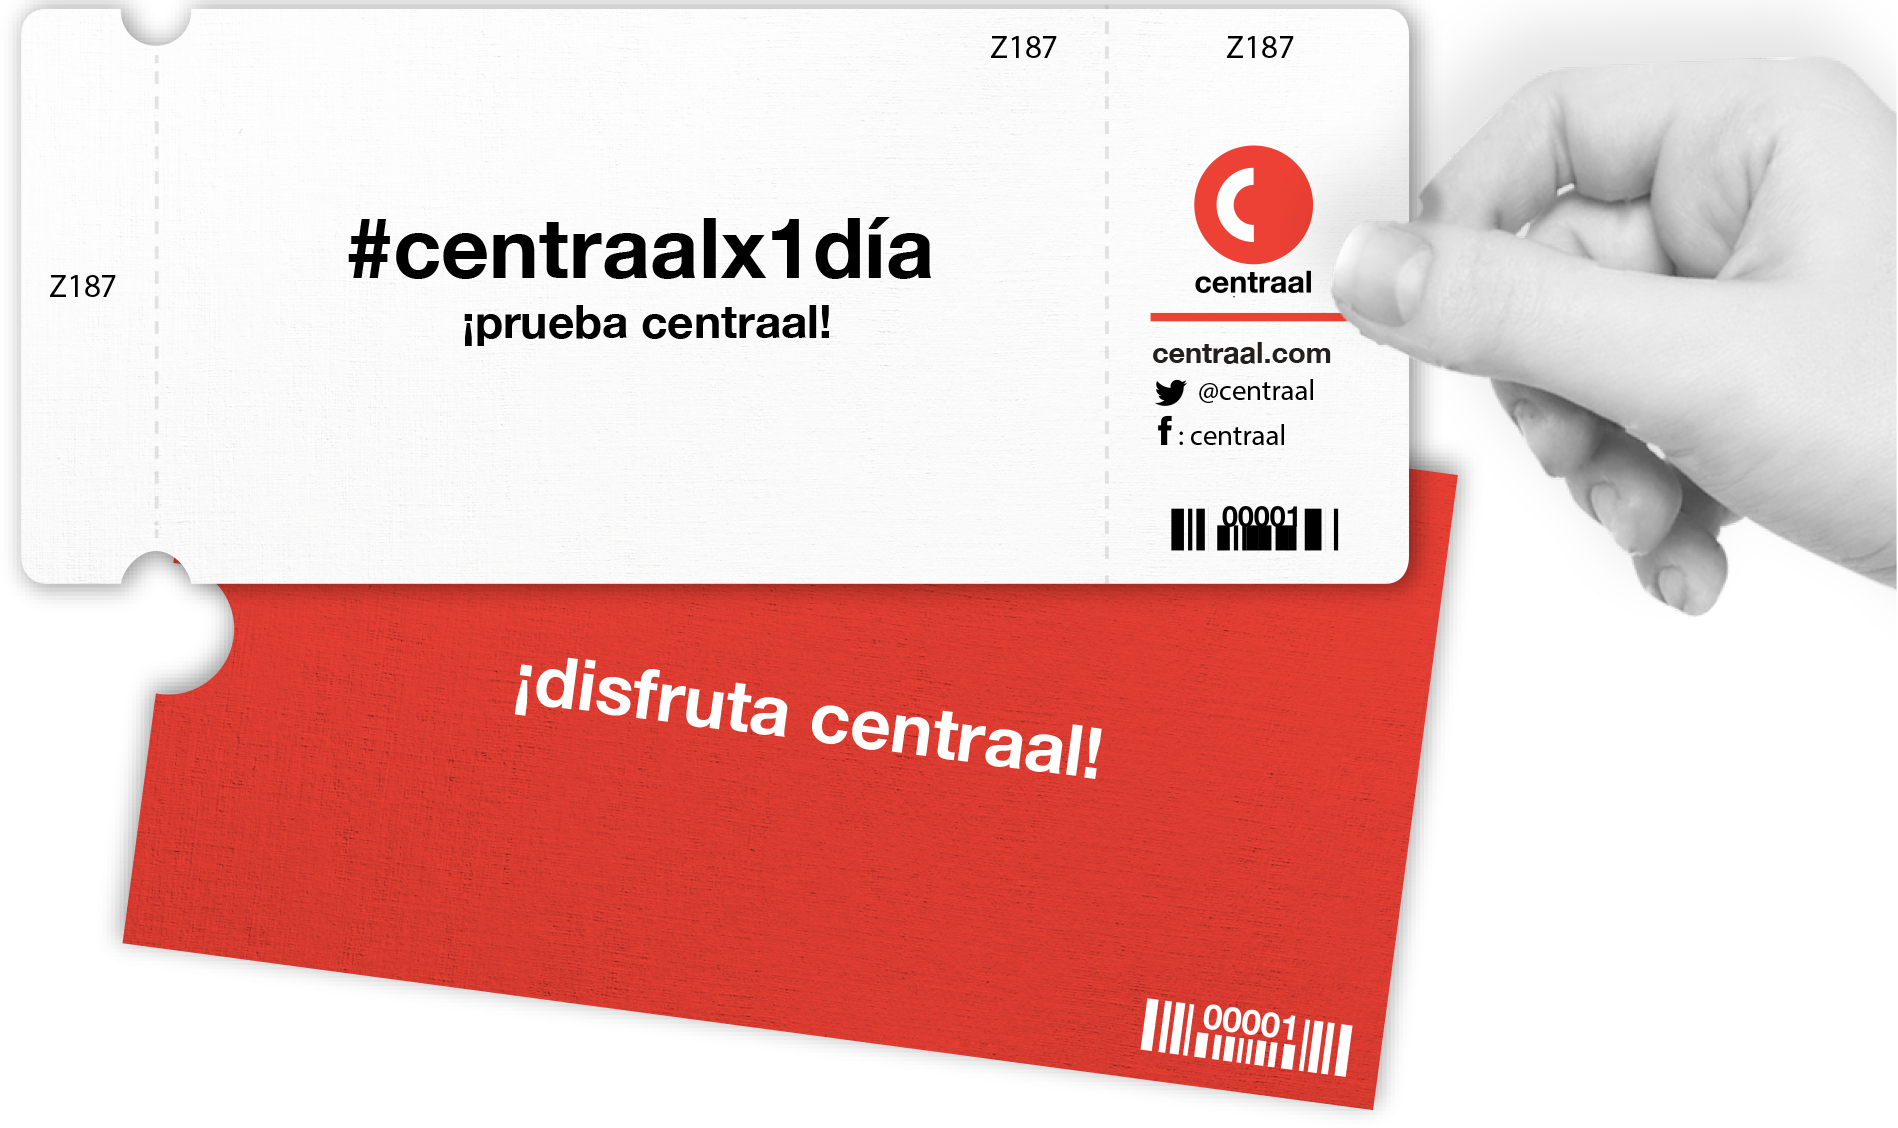 Z187
Z187
Z187
#centraalx1día
¡prueba centraal!
centraal
centraal.com
@centraal
f : centraal
00001
¡disfruta centraal!
00001